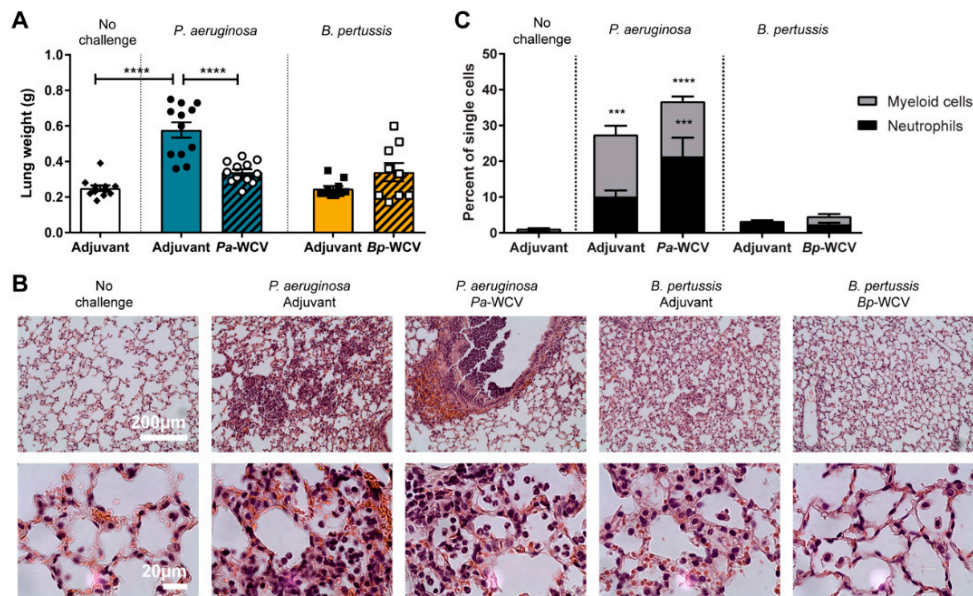 A
No
challenge
P. aeruginosa
B. pertussis
Lung weight (g)
1.0
0.8
0.6
0.4
0.2
0.0
****
****
Adjuvant
Adjuvant
Pa-WCV
Adjuvant
Bp-WCV
C
No
challenge
P. aeruginosa
B. pertussis
Percent of single cells
50
40
30
20
10
0
***
****
***
Myeloid cells
Neutrophils
Adjuvant
Adjuvant
Pa-WCV
Adjuvant
Bp-WCV
B
No
challenge
P. aeruginosa
Adjuvant
P. aeruginosa
Pa-WCV
B. pertussis
Adjuvant
B. pertussis
Bp-WCV
200µm
20µm